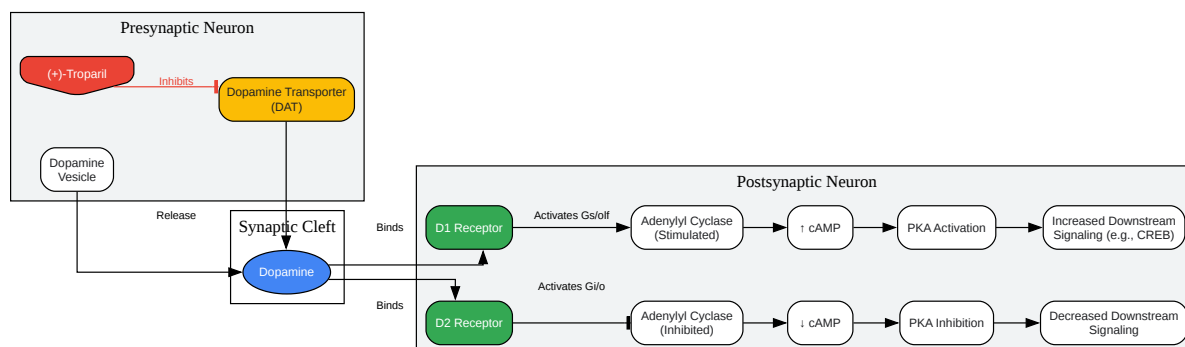 Presynaptic Neuron
(+)-Troparil
Inhibits
Dopamine Transporter
(DAT)
Dopamine
Vesicle
Release
Synaptic Cleft
Dopamine
Binds
Binds
Postsynaptic Neuron
D1 Receptor
Activates Gs/olf
Adenylyl Cyclase
(Stimulated)
↑ cAMP
PKA Activation
Increased Downstream
Signaling (e.g., CREB)
D2 Receptor
Activates Gi/o
Adenylyl Cyclase
(Inhibited)
↓ cAMP
PKA Inhibition
Decreased Downstream
Signaling